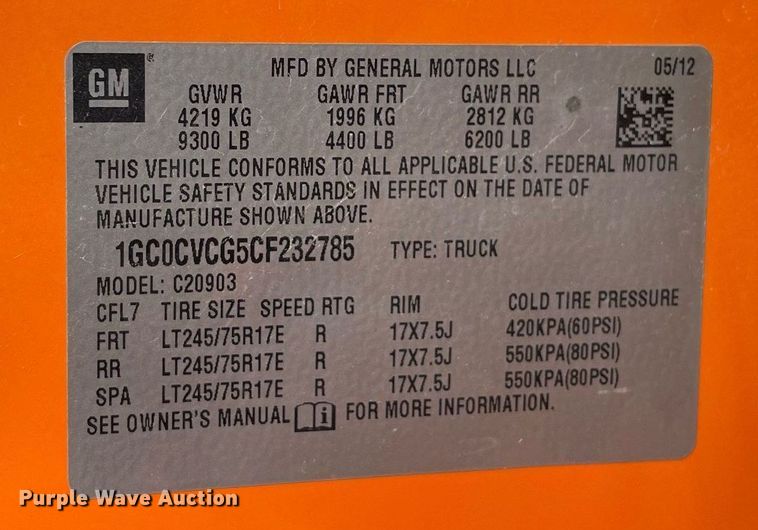 GM
MFD BY GENERAL MOTORS LLC 05/12
GVWR GAWR FRT GAWR RR
4219 KG 1996 KG 2812 KG
9300 LB 4400 LB 6200 LB
THIS VEHICLE CONFORMS TO ALL APPLICABLE U.S. FEDERAL MOTOR
VEHICLE SAFETY STANDARDS IN EFFECT ON THE DATE OF
MANUFACTURE SHOWN ABOVE.
1GC0CVCG5CF232785 TYPE: TRUCK
MODEL: C20903
CFL7 TIRE SIZE SPEED RTG RIM COLD TIRE PRESSURE
FRT LT245/75R17E R 17X7.5J 420KPA(60PSI)
RR LT245/75R17E R 17X7.5J 550KPA(80PSI)
SPA LT245/75R17E R 17X7.5J 550KPA(80PSI)
SEE OWNER'S MANUAL i FOR MORE INFORMATION.
Purple Wave Auction